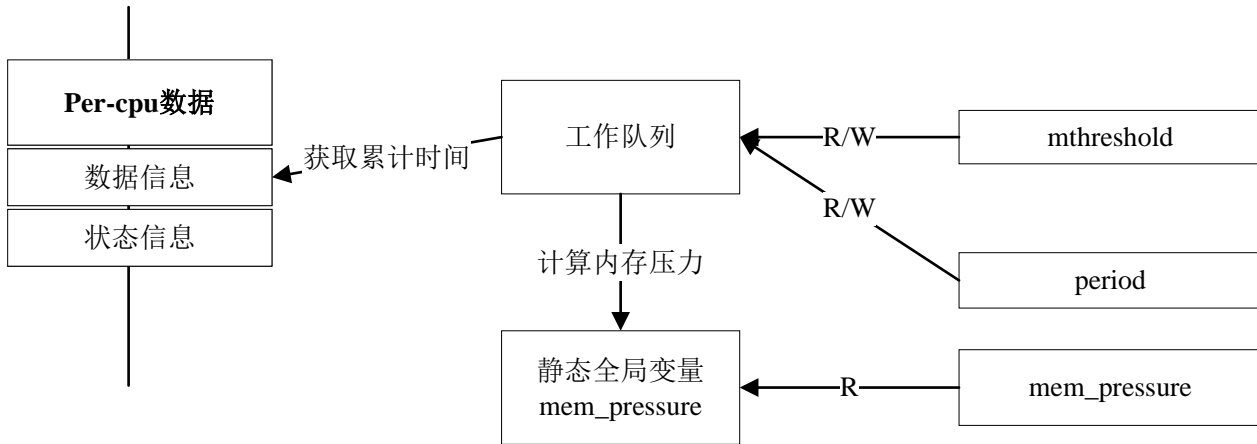 Per-cpu数据
数据信息
状态信息
获取累计时间
工作队列
计算内存压力
静态全局变量
mem_pressure
R/W
R/W
R
mthreshold
period
mem_pressure